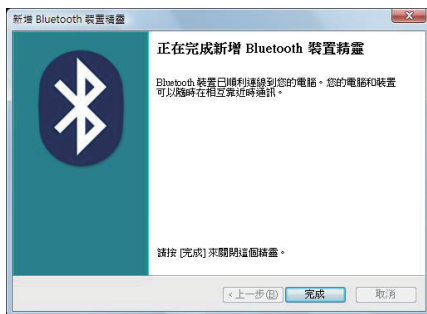 新增 Bluetooth 裝置精靈
正在完成新增 Bluetooth 裝置精靈
Bluetooth 裝置已順利連線到您的電腦。您的電腦和裝置
可以隨時在相互靠近時通訊。
請按 [完成] 來關閉這個精靈。
<上一步(B)
完成
取消